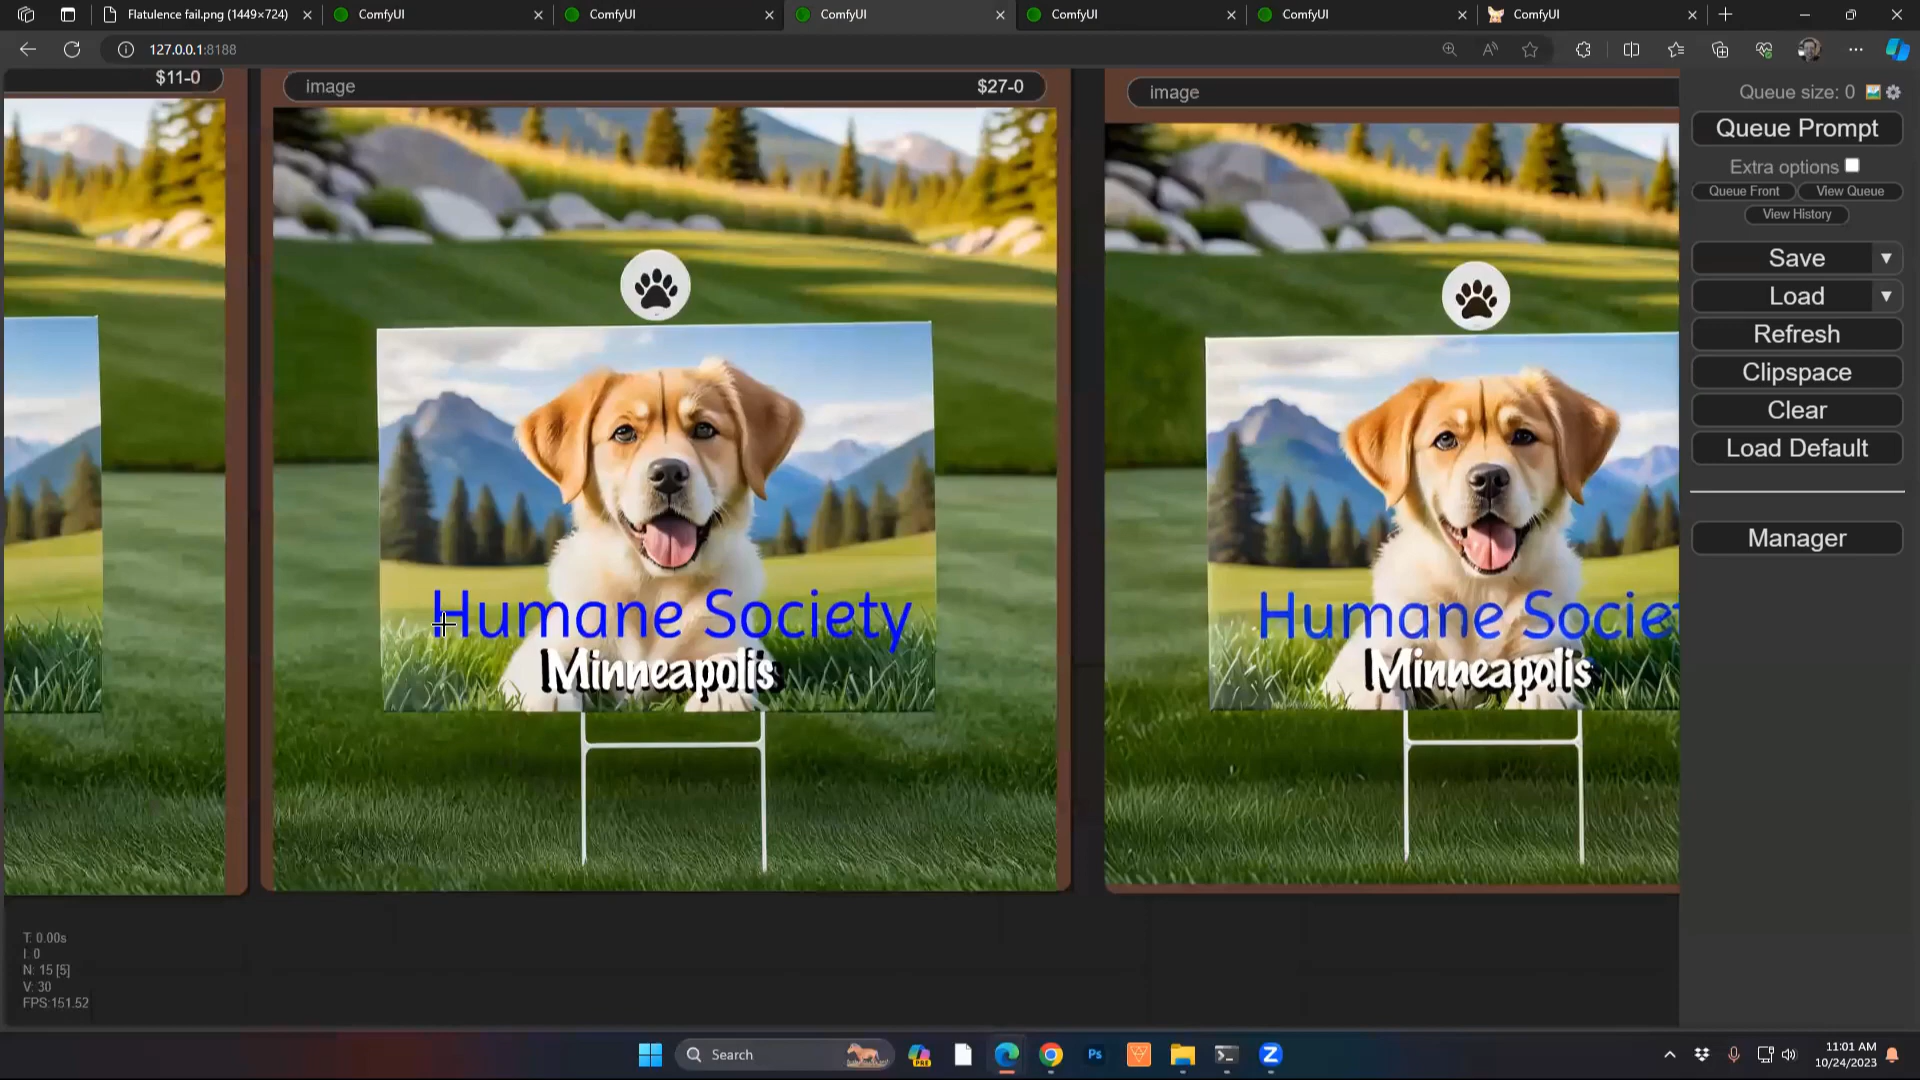 Flatulence fail.png (1449×724)
ComfyUI
ComfyUI
ComfyUI
ComfyUI
ComfyUI
ComfyUI
127.0.0.1:8188
$11-0
image
$27-0
image
Humane Society
Minneapolis
Humane Societ
Minneapolis
Queue size: 0
Queue Prompt
Extra options
Queue Front
View Queue
View History
Save
Load
Refresh
Clipspace
Clear
Load Default
Manager
T: 0.00s
I: 0
N: 15 [5]
V: 30
FPS:151.52
Search
11:01 AM
10/24/2023